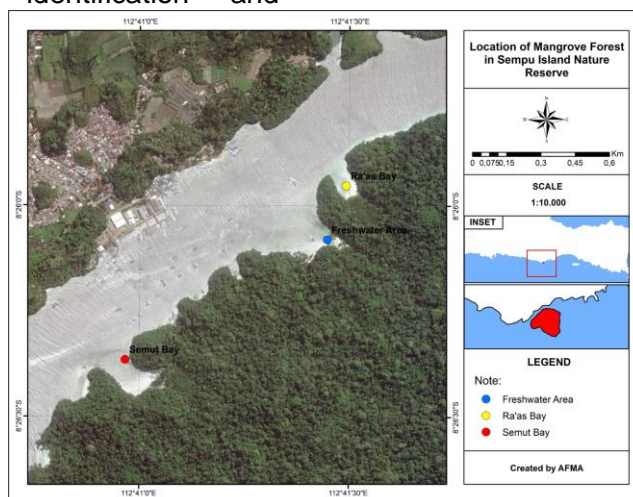 identification and
112°41'0"E 112°41'30"E
8°26'0"S 8°26'0"S
8°26'30"S 8°26'30"S
112°41'0"E 112°41'30"E
Ra'as Bay
Freshwater Area
Semut Bay
Location of Mangrove Forest
in Sempu Island Nature
Reserve
N
Km
0 0,075 0,15 0,3 0,45 0,6
SCALE
1:10.000
INSET
LEGEND
Note:
Freshwater Area
Ra'as Bay
Semut Bay
Created by AFMA